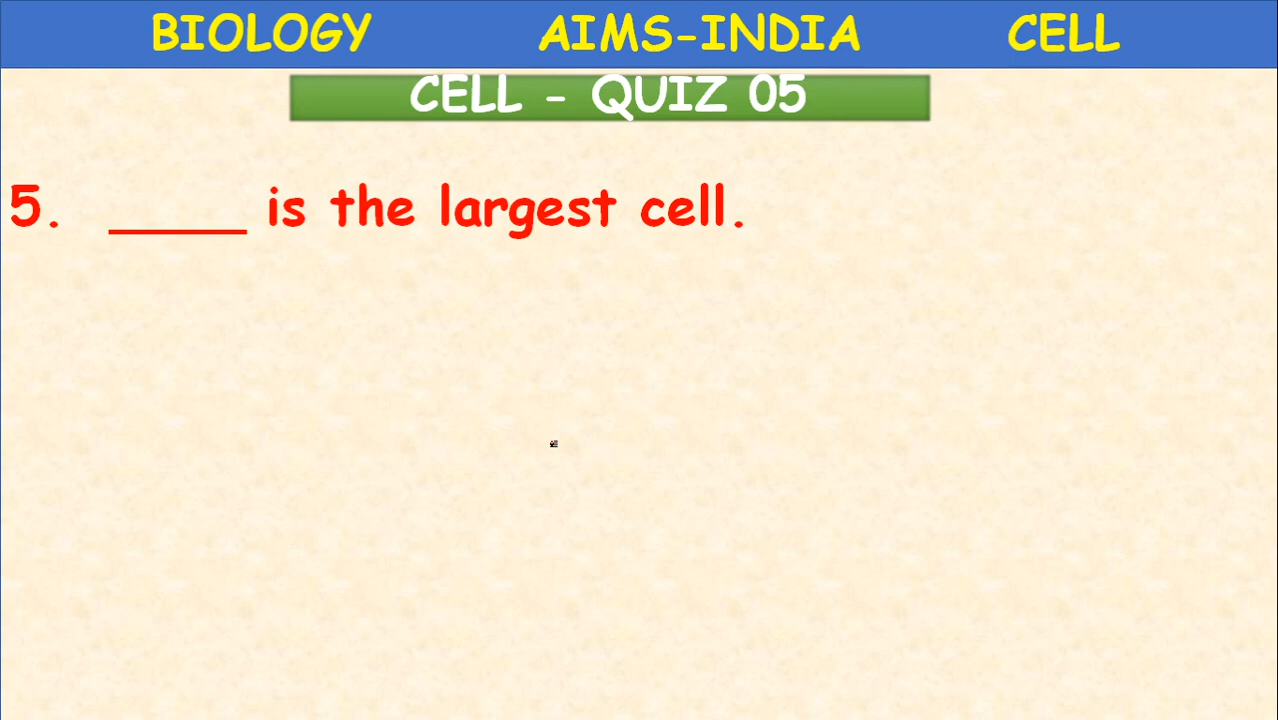 BIOLOGY AIMS-INDIA CELL
CELL - QUIZ 05
5. _____ is the largest cell.